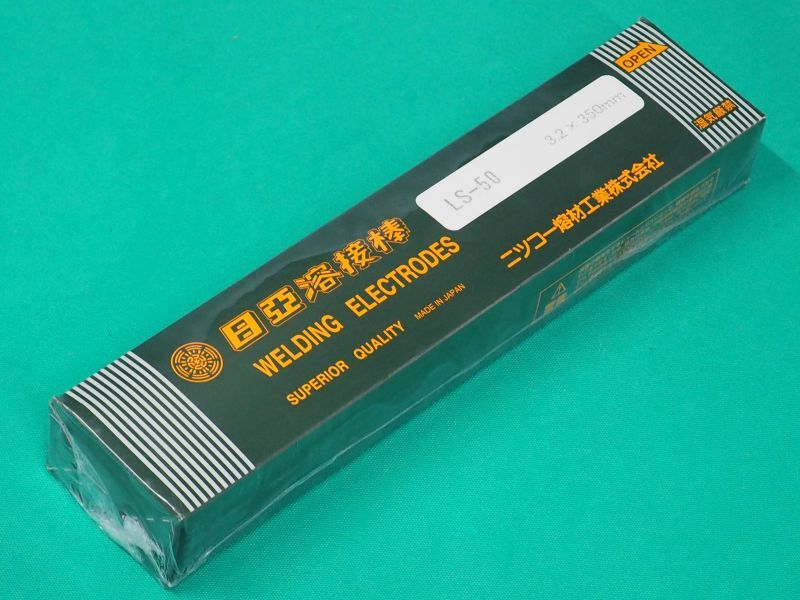 OPEN
湿気厳禁
LS-50 3.2×350mm
日亞溶接棒
WELDING ELECTRODES
SUPERIOR QUALITY MADE IN JAPAN
ニツコー熔材工業株式会社